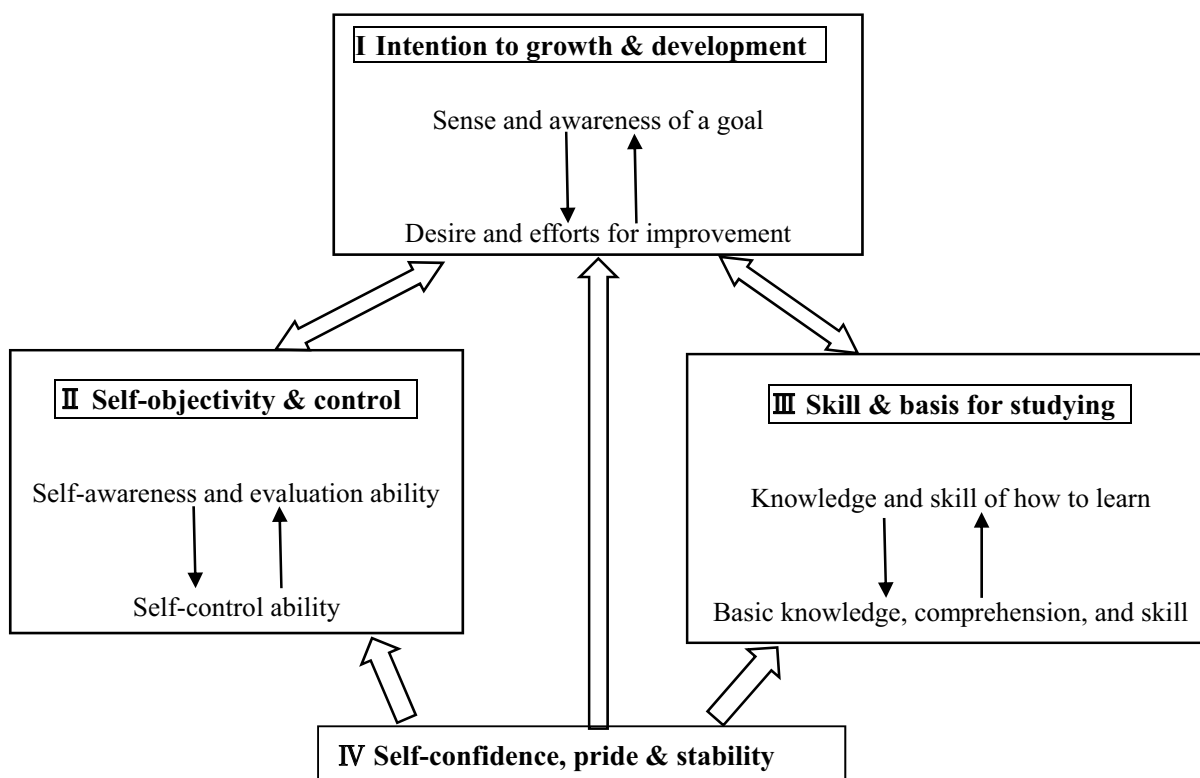 Ⅰ Intention to growth & development
Sense and awareness of a goal
Desire and efforts for improvement
Ⅱ Self-objectivity & control
Self-awareness and evaluation ability
Self-control ability
Ⅲ Skill & basis for studying
Knowledge and skill of how to learn
Basic knowledge, comprehension, and skill
Ⅳ Self-confidence, pride & stability